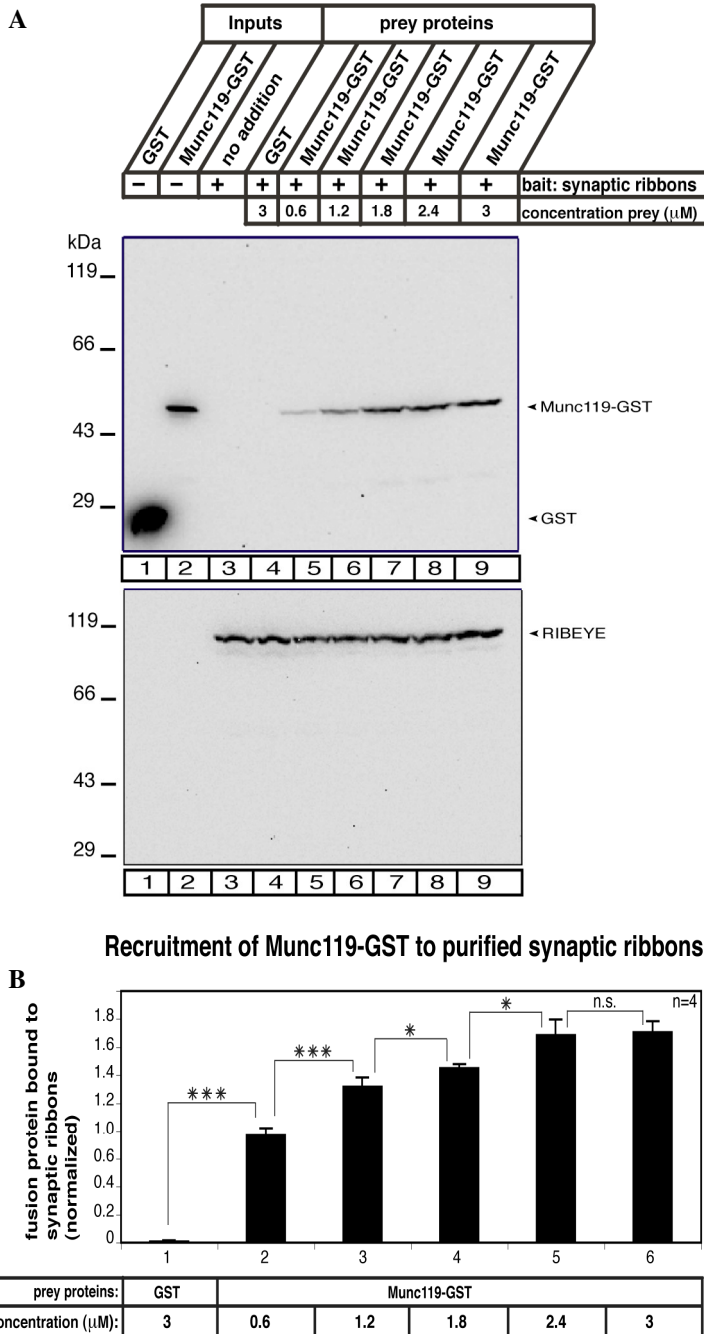 A
Inputs prey proteins
GST Munc119-GST no addition GST Munc119-GST Munc119-GST Munc119-GST Munc119-GST Munc119-GST
− − + + + + + + + bait: synaptic ribbons
3 0.6 1.2 1.8 2.4 3 concentration prey (μM)
kDa
119
66
43
29
Munc119-GST
GST
1 2 3 4 5 6 7 8 9
119
66
43
29
RIBEYE
1 2 3 4 5 6 7 8 9
Recruitment of Munc119-GST to purified synaptic ribbons
B
fusion protein bound to
synaptic ribbons
(normalized)
1.8
1.6
1.4
1.2
1.0
0.6
0.4
0.2
0
*** *** * * n.s. n=4
1 2 3 4 5 6
prey proteins: GST Munc119-GST
oncentration (μM): 3 0.6 1.2 1.8 2.4 3